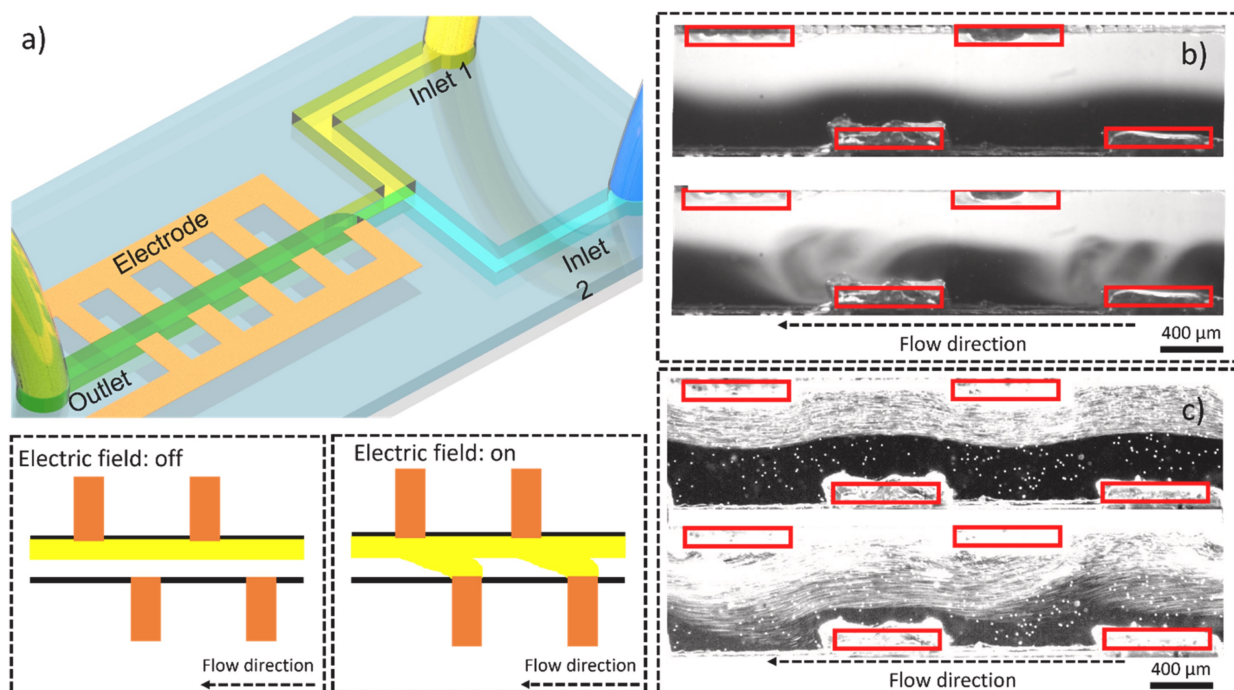 a)
Inlet 1
Electrode
Inlet
2
Outlet
Electric field: off
Flow direction
Electric field: on
Flow direction
b)
Flow direction
400 µm
c)
Flow direction
400 µm